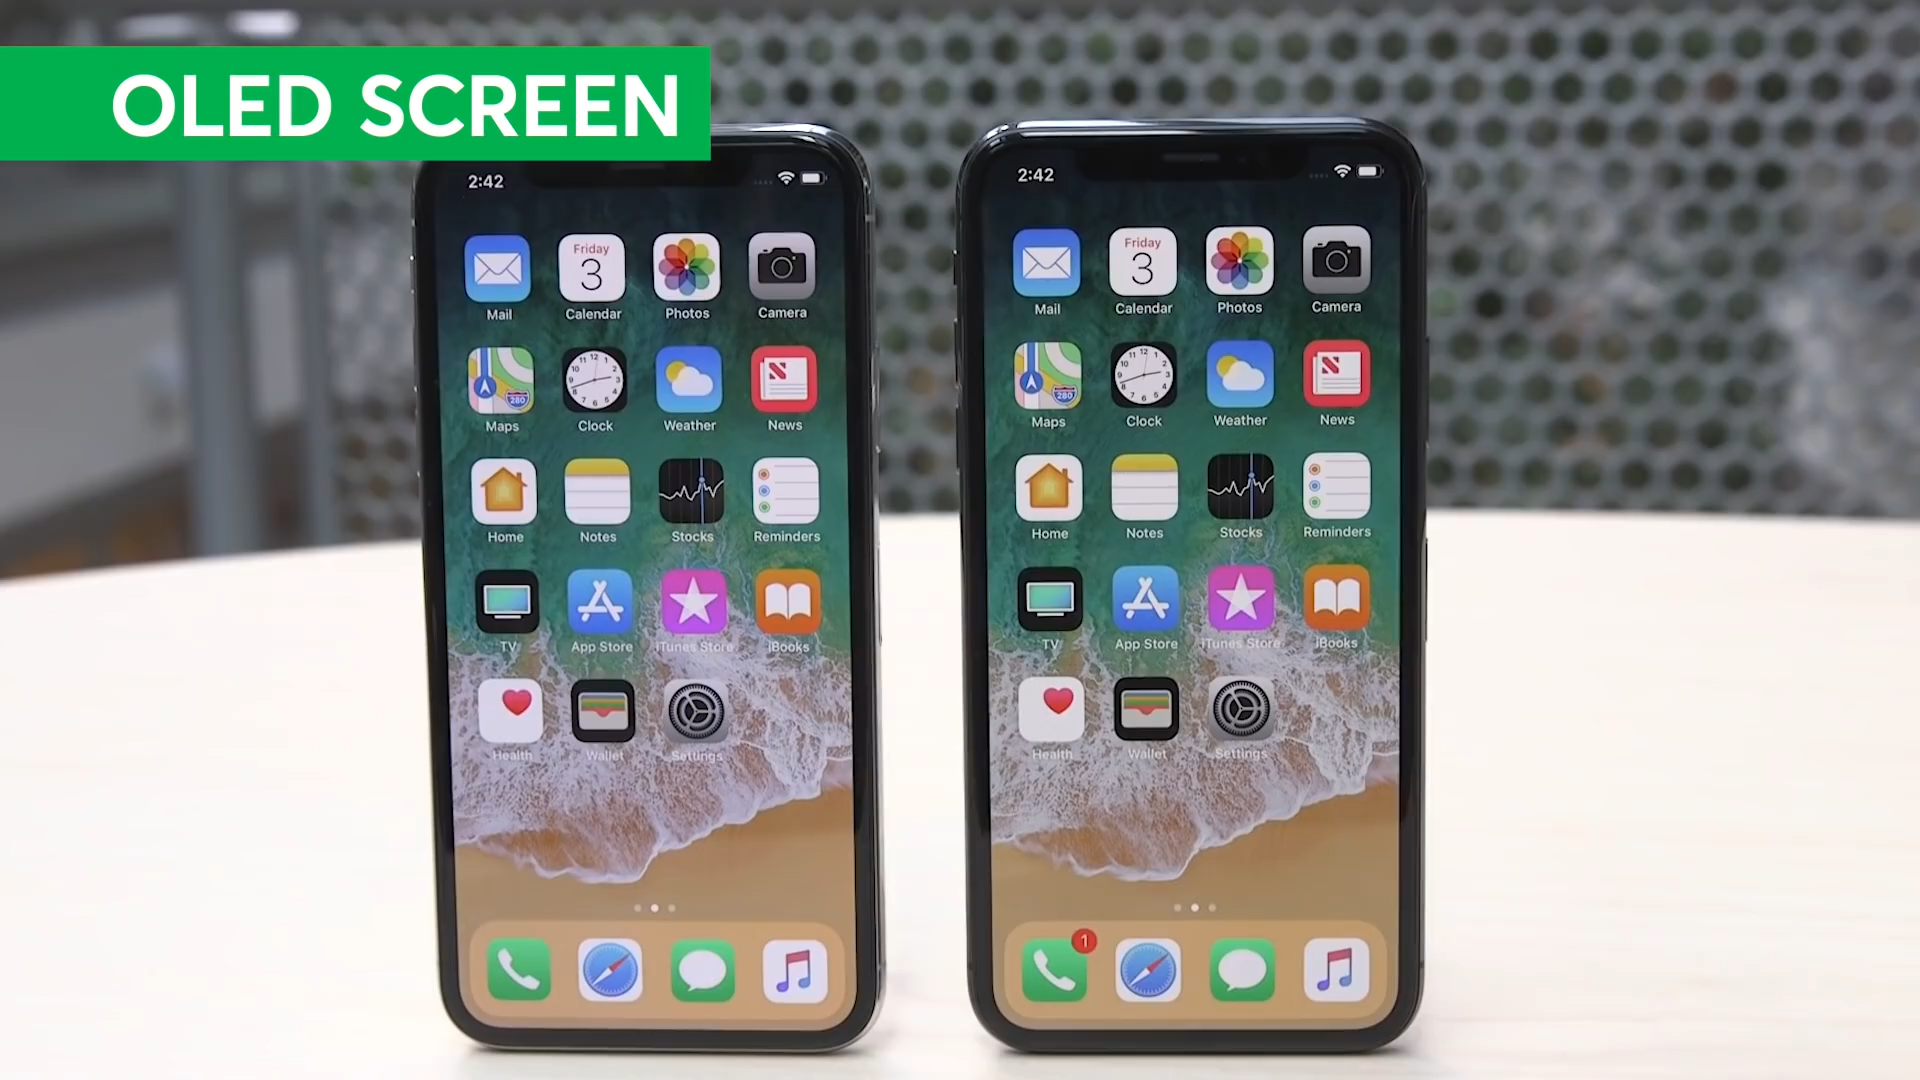 OLED SCREEN
2:42
Friday
3
Mail Calendar Photos Camera
280
Maps Clock Weather News
Home Notes Stocks Reminders
TV App Store iTunes Store iBooks
Health Wallet Settings
2:42
Friday
3
Mail Calendar Photos Camera
280
Maps Clock Weather News
Home Notes Stocks Reminders
TV App Store iTunes Store iBooks
Health Wallet Settings
1